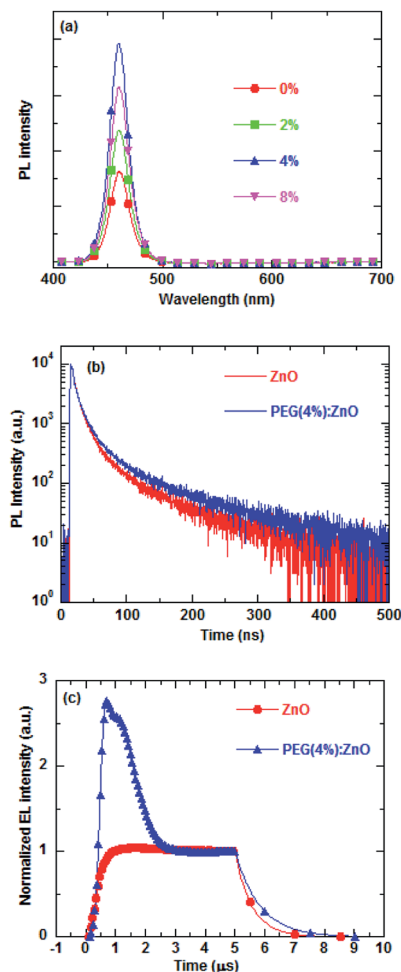 (a)
PL intensity
0%
2%
4%
8%
400 500 600 700
Wavelength (nm)
(b)
PL Intensity (a.u.)
10⁴
10³
10²
10¹
10⁰
ZnO
PEG(4%):ZnO
0 100 200 300 400 500
Time (ns)
(c)
Normalized EL intensity (a.u.)
3
2
1
0
ZnO
PEG(4%):ZnO
-1 0 1 2 3 4 5 6 7 8 9 10
Time (μs)